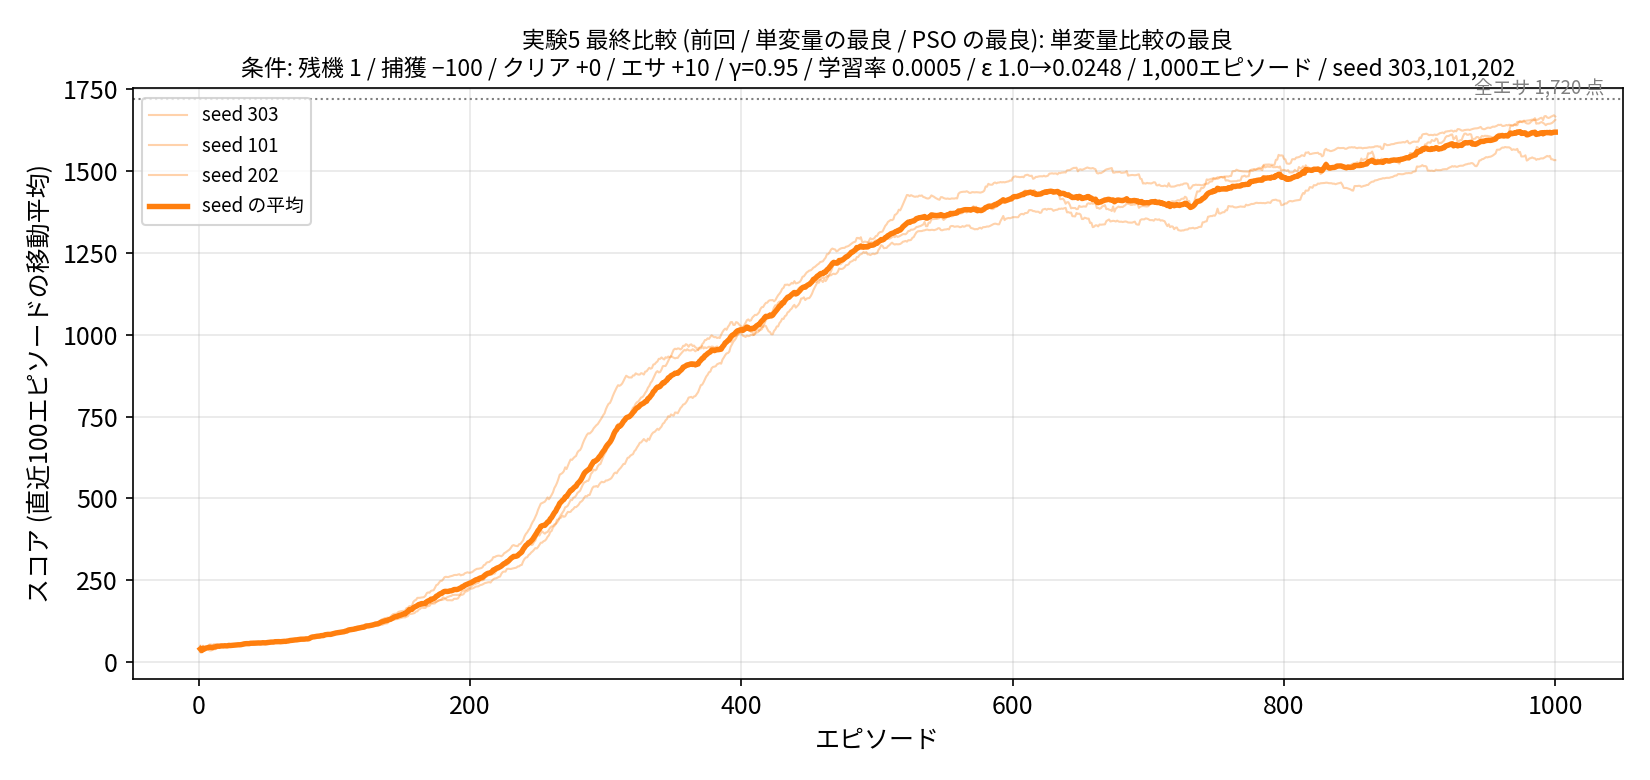 実験5 最終比較 (前回 / 単変量の最良 / PSO の最良): 単変量比較の最良
条件: 残機 1 / 捕獲 −100 / クリア +0 / エサ +10 / γ=0.95 / 学習率 0.0005 / ε 1.0→0.0248 / 1,000エピソード / seed 303,101,202
全エサ 1,720 点
seed 303
seed 101
seed 202
seed の平均
スコア (直近100エピソードの移動平均)
1750
1500
1250
1000
750
500
250
0
0 200 400 600 800 1000
エピソード